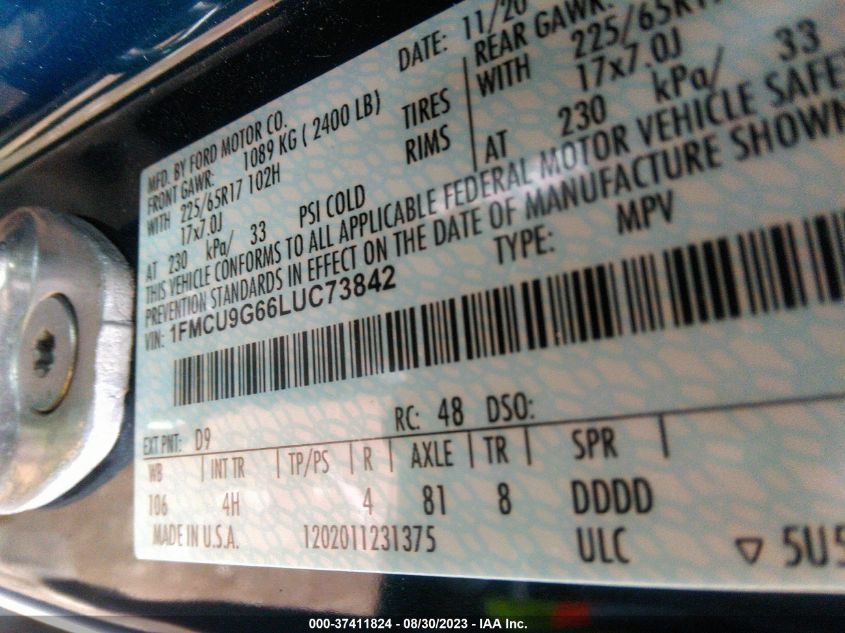 MFD. BY FORD MOTOR CO.
DATE: 11/20
FRONT GAWR: 1089 KG ( 2400 LB)
REAR GAWR:
WITH 225/65R17 102H TIRES
WITH
17x7.0J RIMS
17x7.0J
AT 230 kPa/ 33 PSI COLD
AT 230 kPa/ 33
THIS VEHICLE CONFORMS TO ALL APPLICABLE FEDERAL MOTOR VEHICLE
PREVENTION STANDARDS IN EFFECT ON THE DATE OF MANUFACTURE SHOWN
VIN: 1FMCU9G66LUC73842 TYPE: MPV
EXT PNT: D9 RC: 48 DSO:
WB INT TR TP/PS R AXLE TR SPR
106 4H 4 81 8 DDDD
MADE IN U.S.A. 1202011231375 ULC
000-37411824 / 08/30/2023 - IAA Inc.